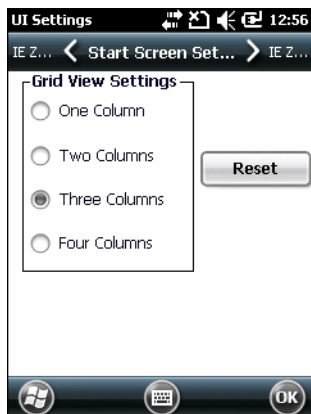 UI Settings 12:56
IE Z... Start Screen Set... IE Z...
Grid View Settings
One Column
Two Columns
Reset
Three Columns
Four Columns
OK